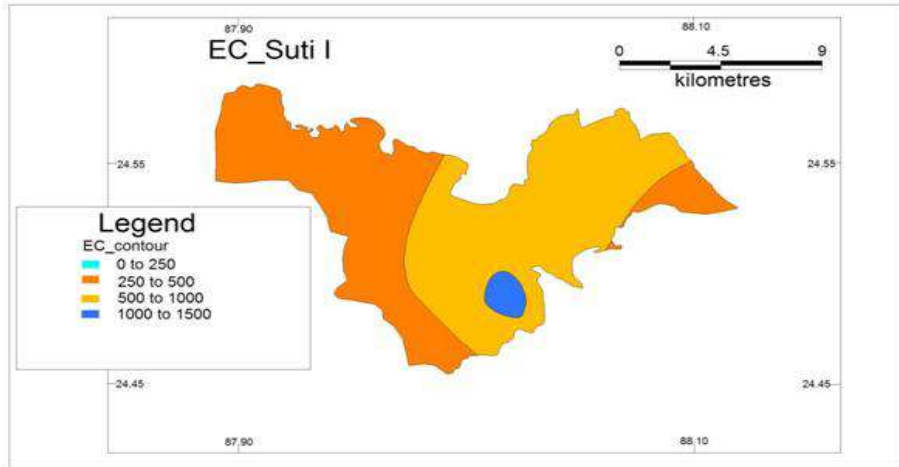 87.90
88.10
EC_Suti I
0 4.5 9
kilometres
24.55
24.55
Legend
EC_contour
0 to 250
250 to 500
500 to 1000
1000 to 1500
24.45
24.45
87.90
88.10